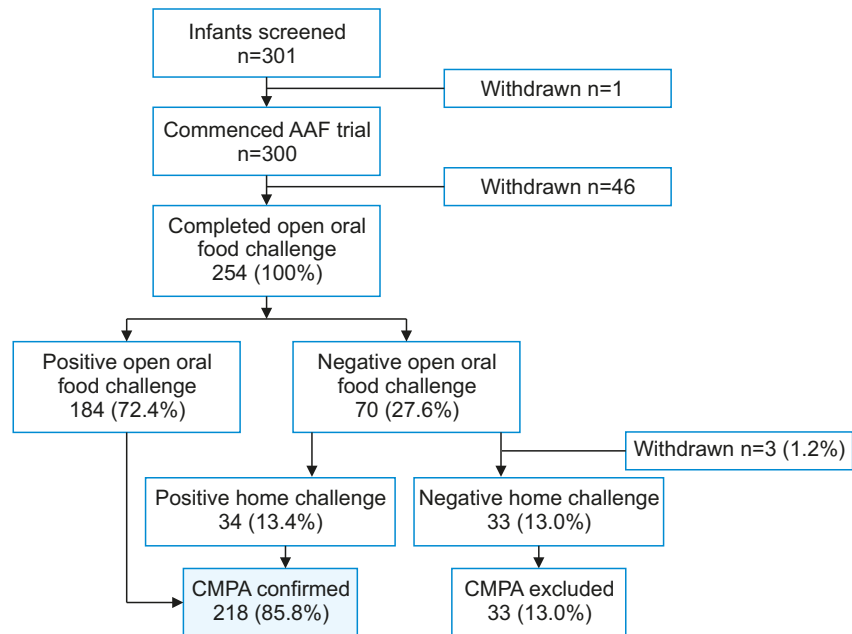 Infants screened
n=301
Withdrawn n=1
Commenced AAF trial
n=300
Withdrawn n=46
Completed open oral
food challenge
254 (100%)
Positive open oral
food challenge
184 (72.4%)
Negative open oral
food challenge
70 (27.6%)
Withdrawn n=3 (1.2%)
Positive home challenge
34 (13.4%)
Negative home challenge
33 (13.0%)
CMPA confirmed
218 (85.8%)
CMPA excluded
33 (13.0%)